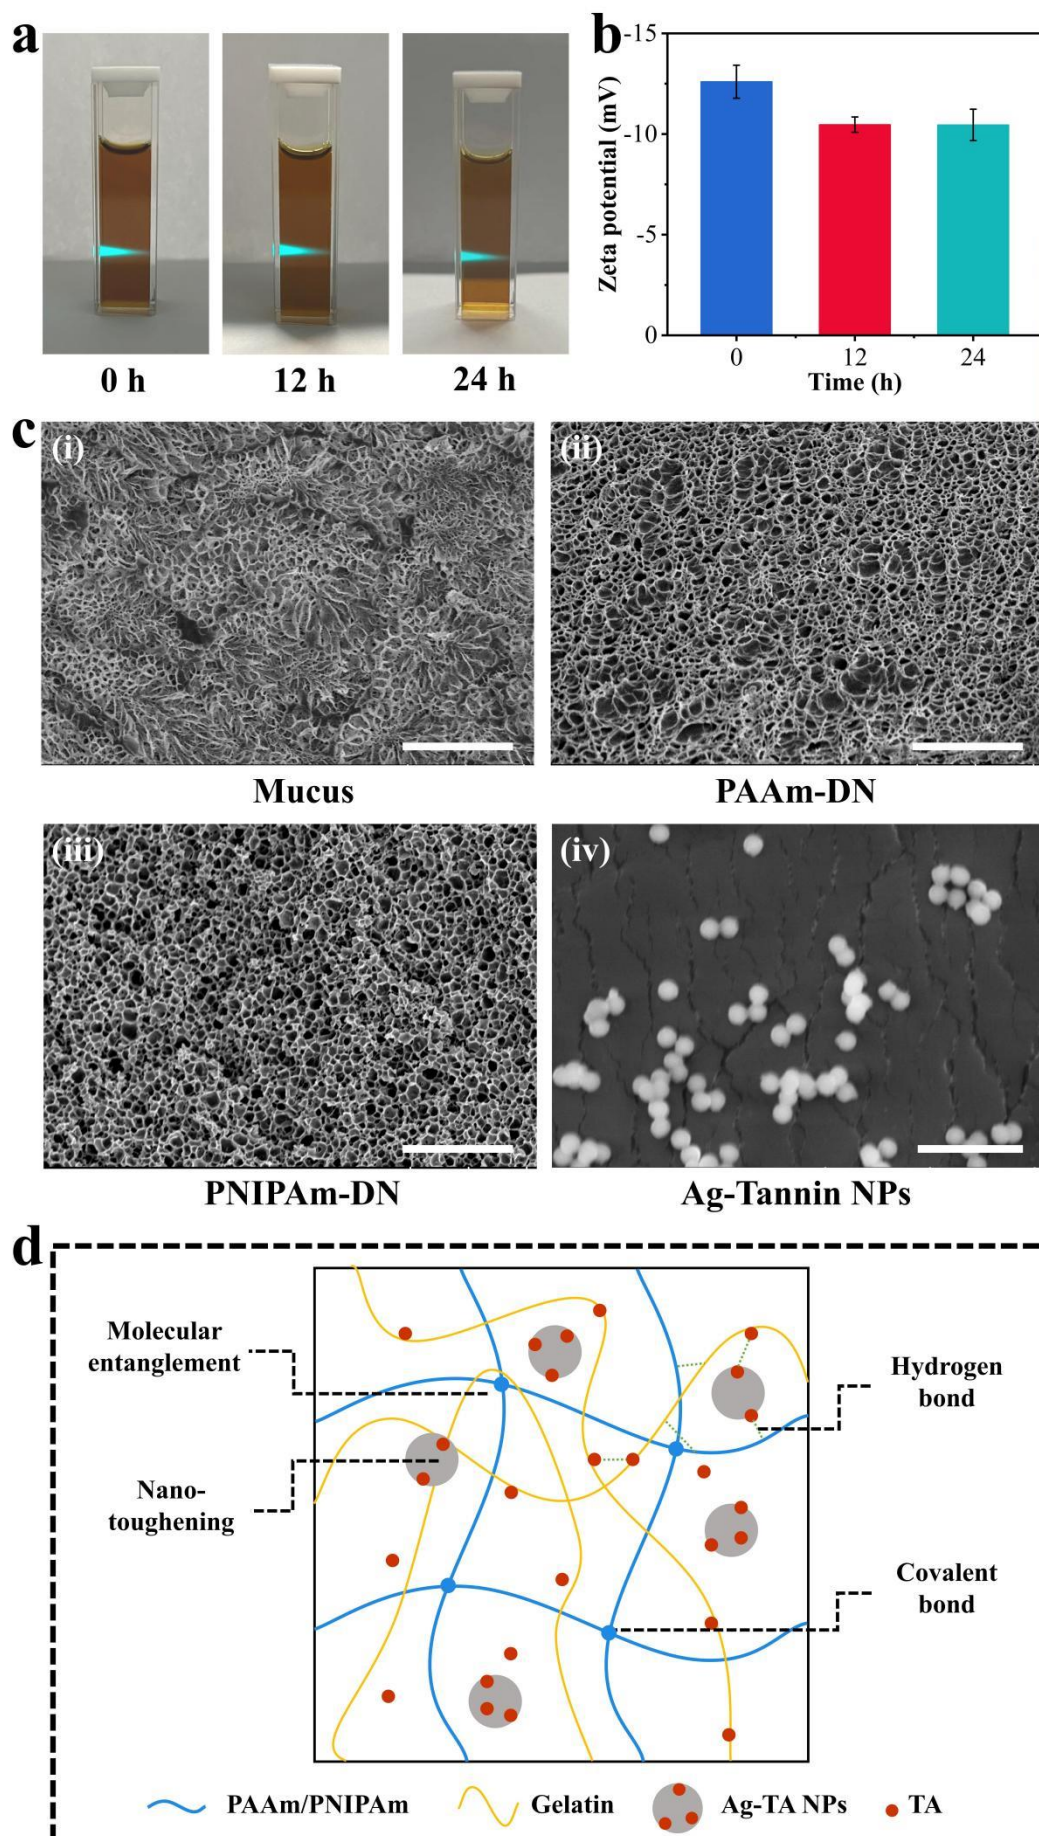 a
0 h
12 h
24 h
b
Zeta potential (mV)
-15
-10
-5
0
0
12
24
Time (h)
c
(i)
Mucus
(ii)
PAAm-DN
(iii)
PNIPAm-DN
(iv)
Ag-Tannin NPs
d
Molecular
entanglement
Nano-
toughening
Hydrogen
bond
Covalent
bond
PAAm/PNIPAm
Gelatin
Ag-TA NPs
TA